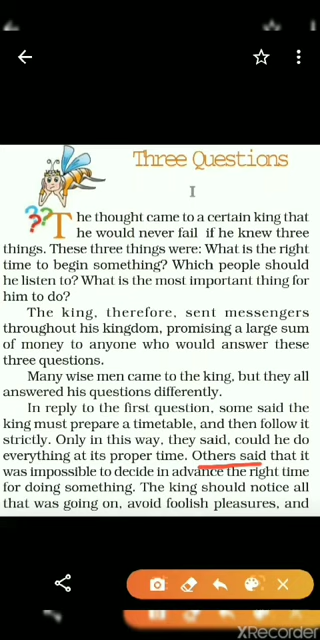 Three Questions
?? The thought came to a certain king that
he would never fail if he knew three
things. These three things were: What is the right
time to begin something? Which people should
he listen to? What is the most important thing for
him to do?
The king, therefore, sent messengers
throughout his kingdom, promising a large sum
of money to anyone who would answer these
three questions.
Many wise men came to the king, but they all
answered his questions differently.
In reply to the first question, some said the
king must prepare a timetable, and then follow it
strictly. Only in this way, they said, could he do
everything at its proper time. Others said that it
was impossible to decide in advance the right time
for doing something. The king should notice all
that was going on, avoid foolish pleasures, and
XRecorder